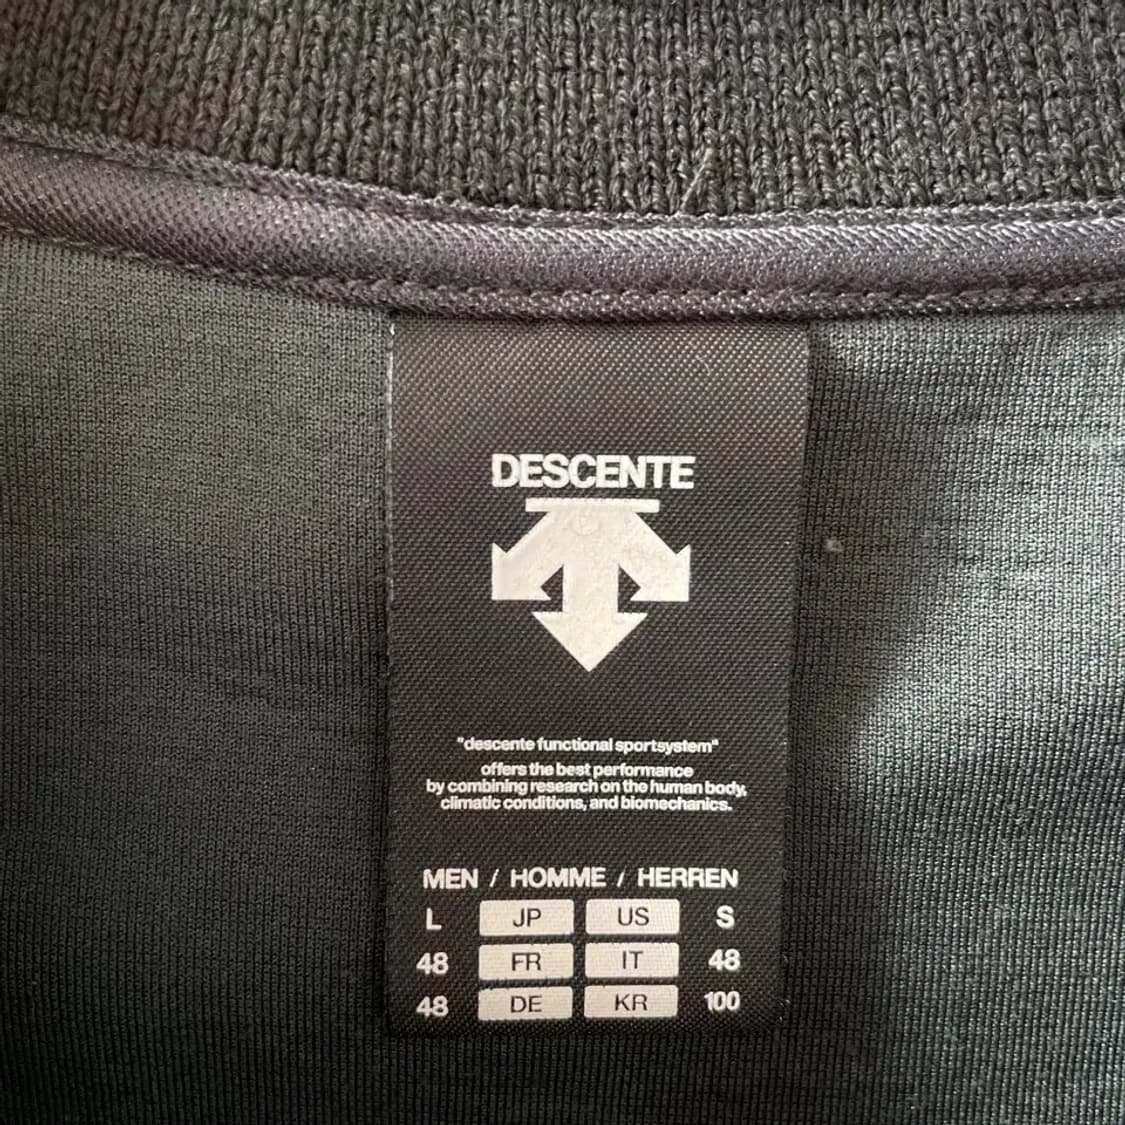 DESCENTE
"descente functional sportsystem"
offers the best performance
by combining research on the human body,
climatic conditions, and biomechanics.
MEN / HOMME / HERREN
L JP US S
48 FR IT 48
48 DE KR 100